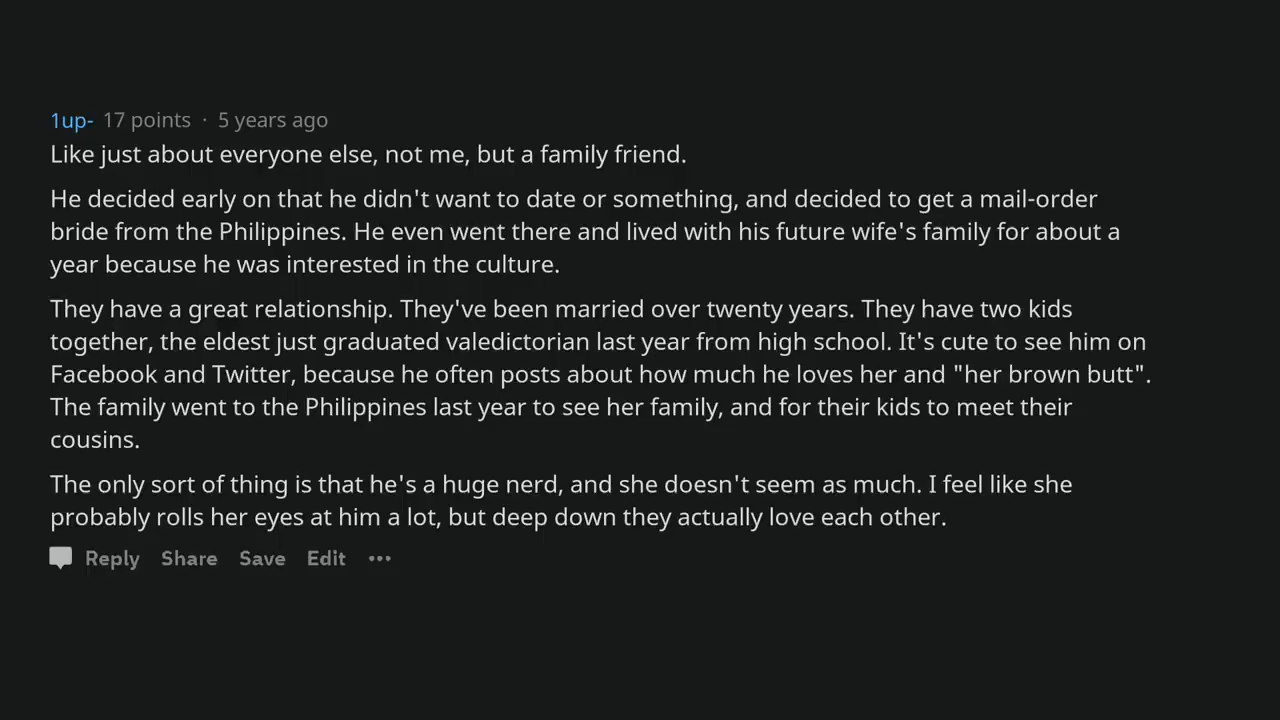 1up- 17 points · 5 years ago
Like just about everyone else, not me, but a family friend.
He decided early on that he didn't want to date or something, and decided to get a mail-order
bride from the Philippines. He even went there and lived with his future wife's family for about a
year because he was interested in the culture.
They have a great relationship. They've been married over twenty years. They have two kids
together, the eldest just graduated valedictorian last year from high school. It's cute to see him on
Facebook and Twitter, because he often posts about how much he loves her and "her brown butt".
The family went to the Philippines last year to see her family, and for their kids to meet their
cousins.
The only sort of thing is that he's a huge nerd, and she doesn't seem as much. I feel like she
probably rolls her eyes at him a lot, but deep down they actually love each other.
Reply Share Save Edit •••